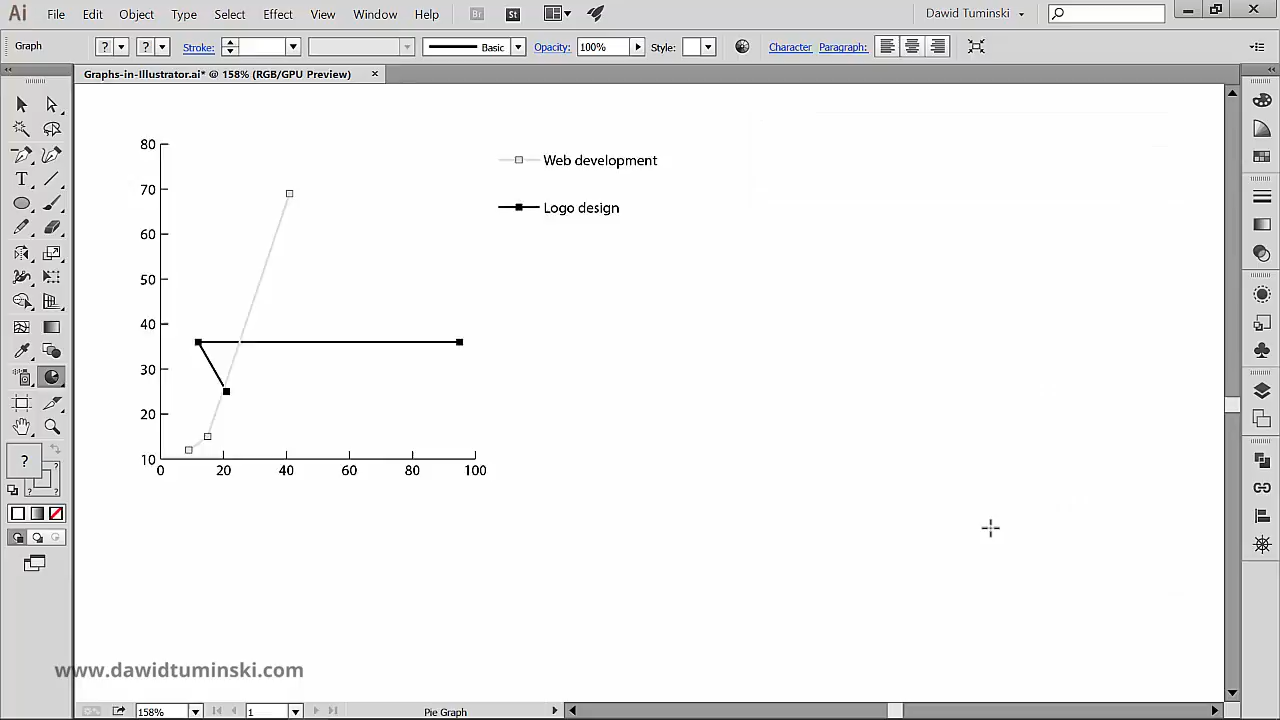 Ai File Edit Object Type Select Effect View Window Help Br St Dawid Tuminski
Graph ? ? Stroke: Basic Opacity: 100% Style: Character Paragraph:
Graphs-in-Illustrator.ai* @ 158% (RGB/GPU Preview) ×
80
70
60
50
40
30
20
10
0 20 40 60 80 100
Web development
Logo design
T
?
?
? ?
www.dawidtuminski.com
158% 1 Pie Graph